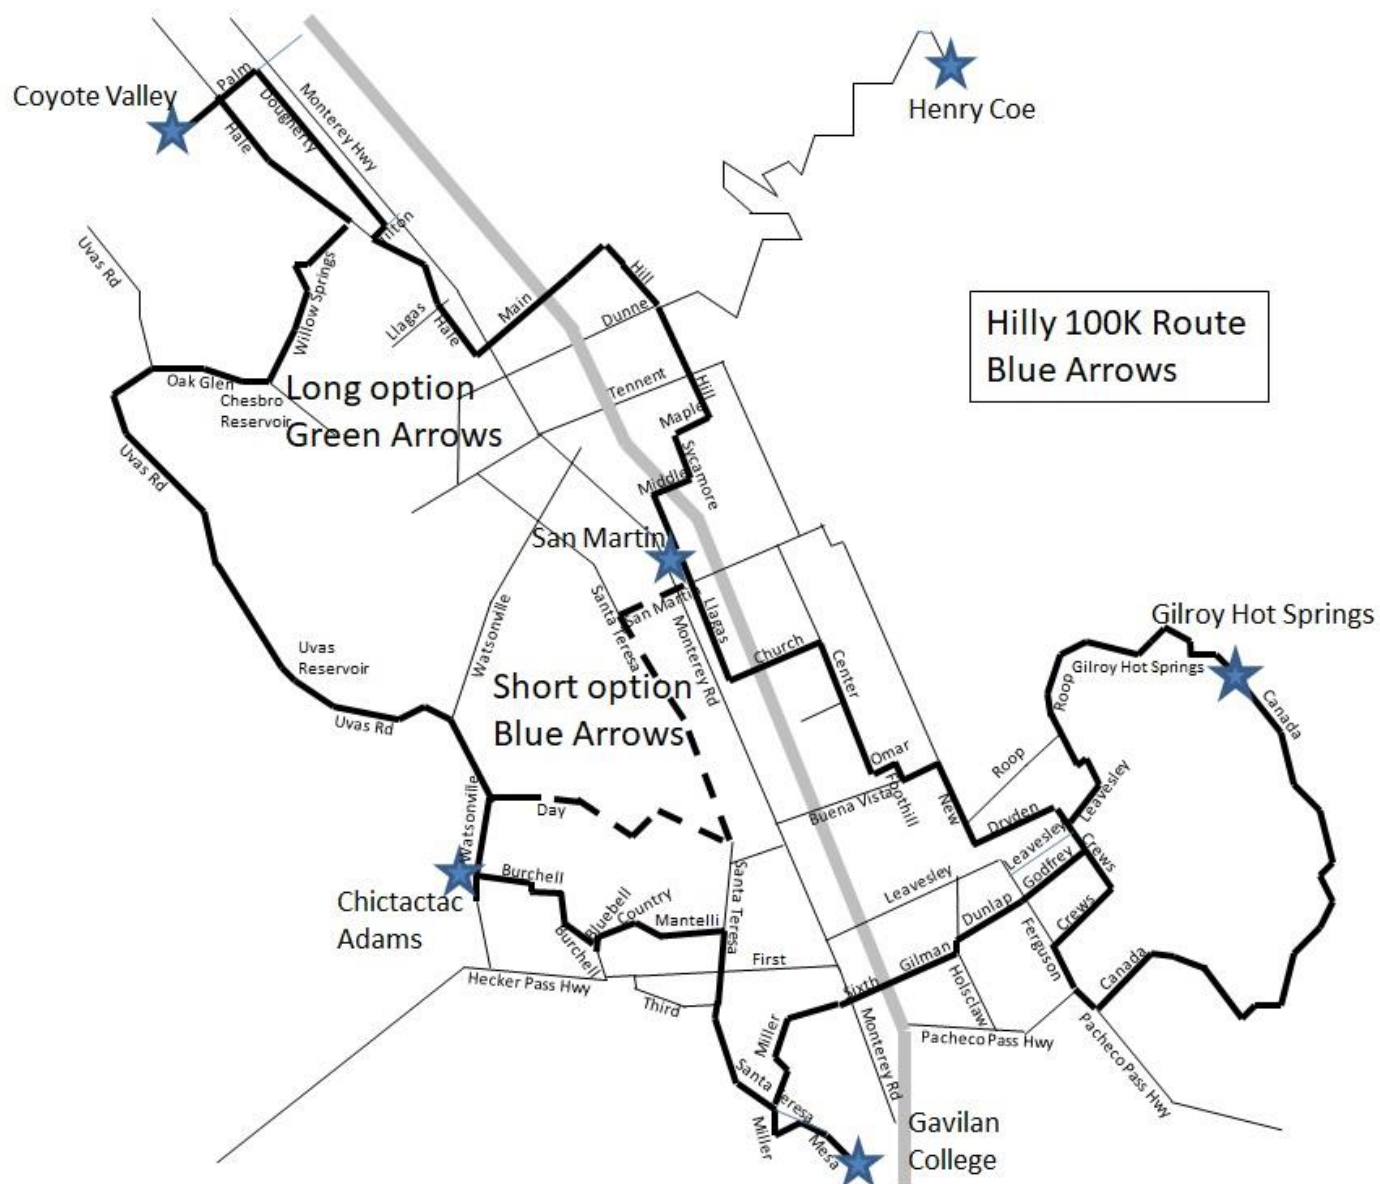 Henry Coe
Palm
Coyote Valley
Hale
Dougherty
Monterey Hwy
Tilton
Uvas Rd
Willow Springs
Llagas
Hale
Main
Hill
Dunne
Hilly 100K Route
Blue Arrows
Oak Glen
Chesbro
Reservoir
Long option
Green Arrows
Tennent
Hill
Maple
Uvas Rd
Middle
Sycamore
San Martin
San Martin
Santa Teresa
Llagas
Monterey Rd
Watsonville
Gilroy Hot Springs
Gilroy Hot Springs
Uvas
Reservoir
Church
Center
Roop
Canada
Short option
Blue Arrows
Uvas Rd
Omar
Roop
Foothill
Buena Vista
New
Leavesley
Day
Watsonville
Dryden
Leavesley
Crews
Godfrey
Burchell
Leavesley
Santa Teresa
Chictactac
Adams
Bluebell
Country
Mantelli
Burchell
Dunlap
Crews
Ferguson
First
Gilman
Canada
Hecker Pass Hwy
Sixth
Holsclaw
Third
Miller
Monterey Rd
Pacheco Pass Hwy
Pacheco Pass Hwy
Santa Teresa
Miller
Mesa
Gavilan
College